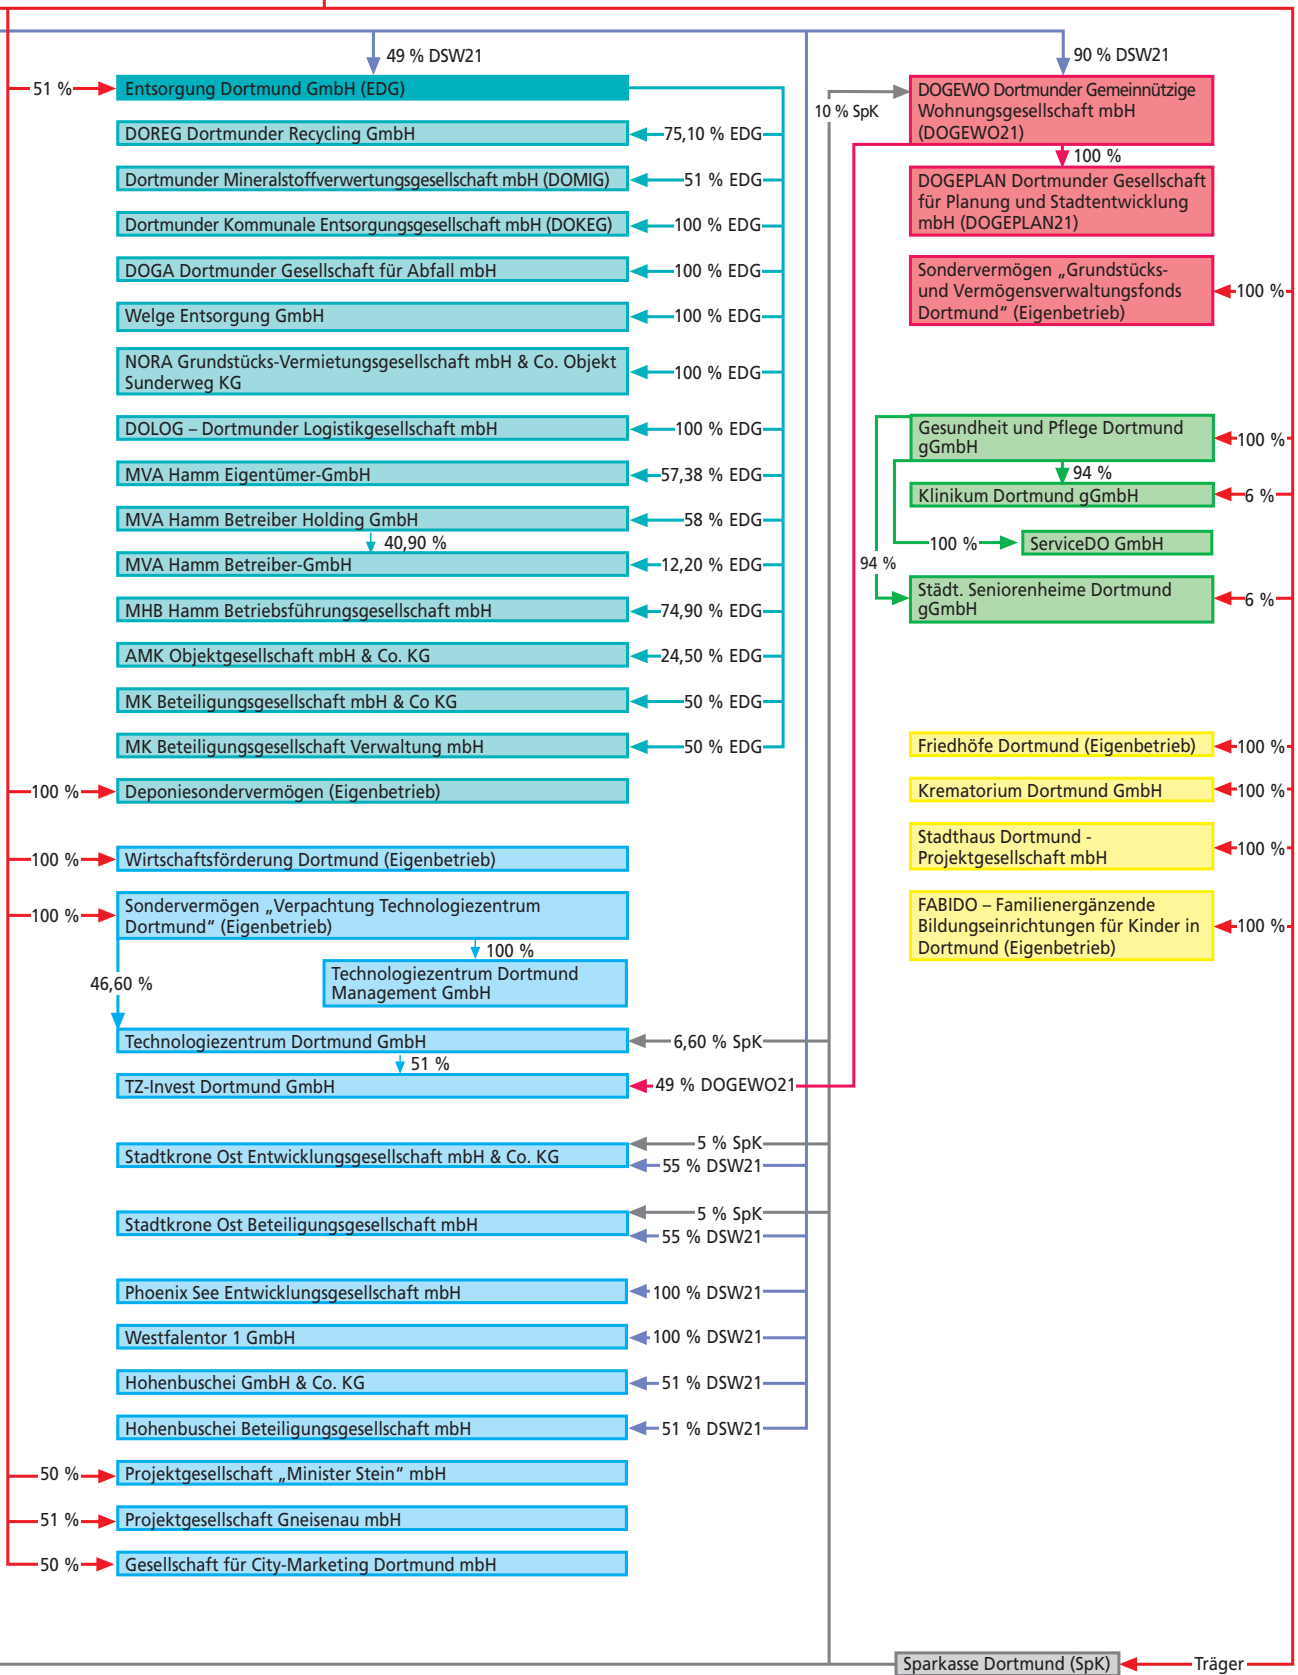 49 % DSW21
51 %
Entsorgung Dortmund GmbH (EDG)
DOREG Dortmunder Recycling GmbH
75,10 % EDG
Dortmunder Mineralstoffverwertungsgesellschaft mbH (DOMIG)
51 % EDG
Dortmunder Kommunale Entsorgungsgesellschaft mbH (DOKEG)
100 % EDG
DOGA Dortmunder Gesellschaft für Abfall mbH
100 % EDG
Welge Entsorgung GmbH
100 % EDG
NORA Grundstücks-Vermietungsgesellschaft mbH & Co. Objekt
Sunderweg KG
100 % EDG
DOLOG – Dortmunder Logistikgesellschaft mbH
100 % EDG
MVA Hamm Eigentümer-GmbH
57,38 % EDG
MVA Hamm Betreiber Holding GmbH
58 % EDG
40,90 %
MVA Hamm Betreiber-GmbH
12,20 % EDG
MHB Hamm Betriebsführungsgesellschaft mbH
74,90 % EDG
AMK Objektgesellschaft mbH & Co. KG
24,50 % EDG
MK Beteiligungsgesellschaft mbH & Co KG
50 % EDG
MK Beteiligungsgesellschaft Verwaltung mbH
50 % EDG
100 %
Deponiesondervermögen (Eigenbetrieb)
100 %
Wirtschaftsförderung Dortmund (Eigenbetrieb)
100 %
Sondervermögen „Verpachtung Technologiezentrum
Dortmund“ (Eigenbetrieb)
100 %
Technologiezentrum Dortmund
Management GmbH
46,60 %
Technologiezentrum Dortmund GmbH
6,60 % SpK
51 %
TZ-Invest Dortmund GmbH
49 % DOGEWO21
Stadtkrone Ost Entwicklungsgesellschaft mbH & Co. KG
5 % SpK
55 % DSW21
Stadtkrone Ost Beteiligungsgesellschaft mbH
5 % SpK
55 % DSW21
Phoenix See Entwicklungsgesellschaft mbH
100 % DSW21
Westfalentor 1 GmbH
100 % DSW21
Hohenbuschei GmbH & Co. KG
51 % DSW21
Hohenbuschei Beteiligungsgesellschaft mbH
51 % DSW21
50 %
Projektgesellschaft „Minister Stein“ mbH
51 %
Projektgesellschaft Gneisenau mbH
50 %
Gesellschaft für City-Marketing Dortmund mbH
90 % DSW21
10 % SpK
DOGEWO Dortmunder Gemeinnützige
Wohnungsgesellschaft mbH
(DOGEWO21)
100 %
DOGEPLAN Dortmunder Gesellschaft
für Planung und Stadtentwicklung
mbH (DOGEPLAN21)
Sondervermögen „Grundstücks-
und Vermögensverwaltungsfonds
Dortmund“ (Eigenbetrieb)
100 %
Gesundheit und Pflege Dortmund
gGmbH
100 %
94 %
Klinikum Dortmund gGmbH
6 %
100 %
ServiceDO GmbH
94 %
Städt. Seniorenheime Dortmund
gGmbH
6 %
Friedhöfe Dortmund (Eigenbetrieb)
100 %
Krematorium Dortmund GmbH
100 %
Stadthaus Dortmund -
Projektgesellschaft mbH
100 %
FABIDO – Familienergänzende
Bildungseinrichtungen für Kinder in
Dortmund (Eigenbetrieb)
100 %
Sparkasse Dortmund (SpK)
Träger